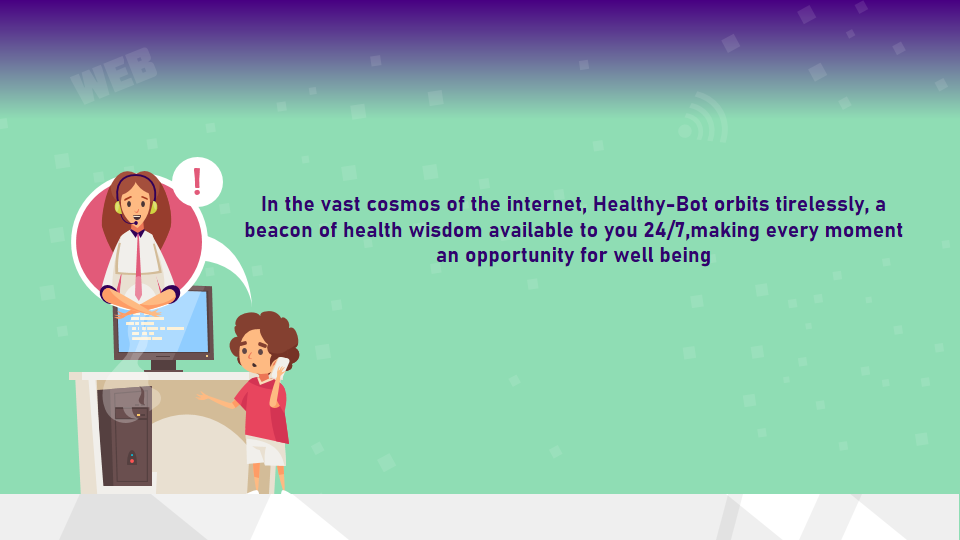 WEB
!
In the vast cosmos of the internet, Healthy-Bot orbits tirelessly, a
beacon of health wisdom available to you 24/7,making every moment
an opportunity for well being